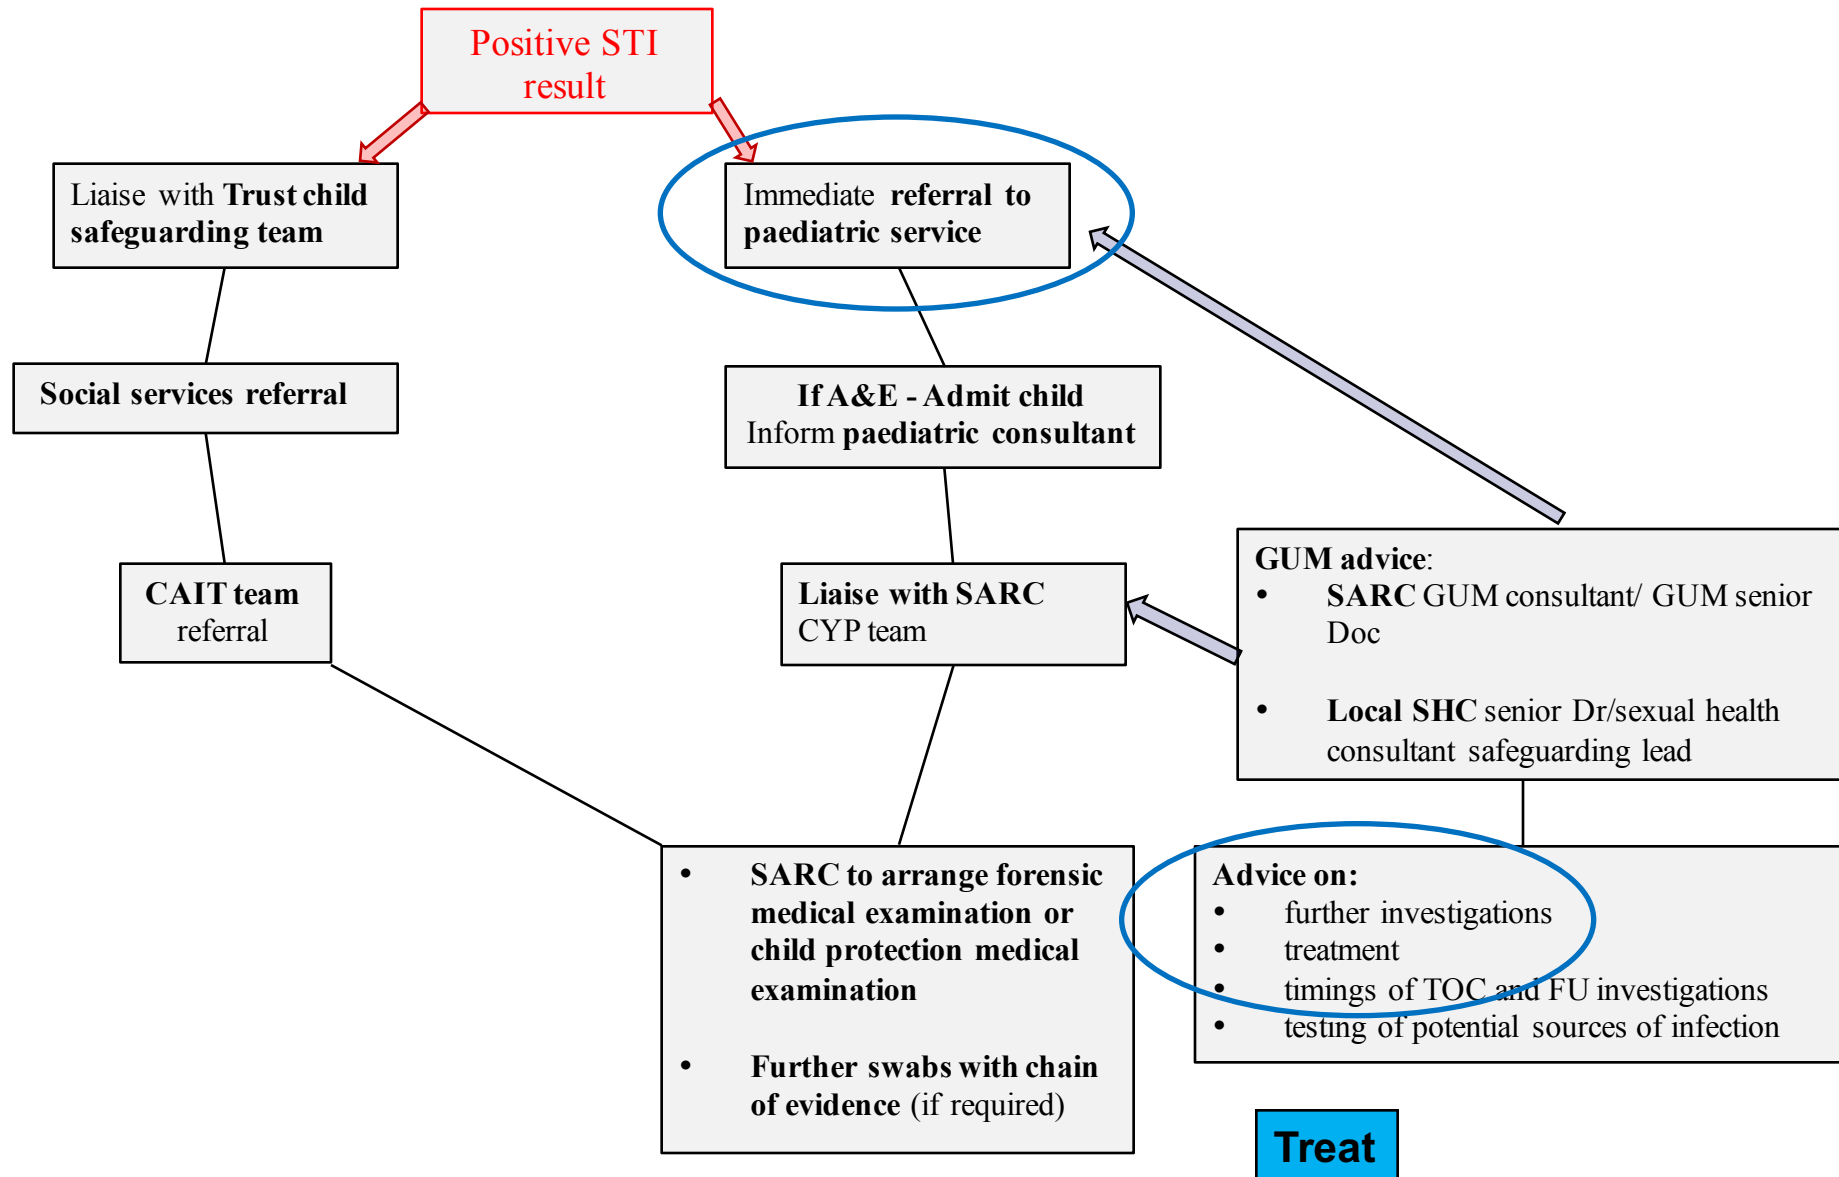 Positive STI
result
Liaise with Trust child
safeguarding team
Immediate referral to
paediatric service
Social services referral
If A&E - Admit child
Inform paediatric consultant
CAIT team
referral
Liaise with SARC
CYP team
GUM advice:
• SARC GUM consultant/ GUM senior
Doc
• Local SHC senior Dr/sexual health
consultant safeguarding lead
• SARC to arrange forensic
medical examination or
child protection medical
examination
• Further swabs with chain
of evidence (if required)
Advice on:
• further investigations
• treatment
• timings of TOC and FU investigations
• testing of potential sources of infection
Treat